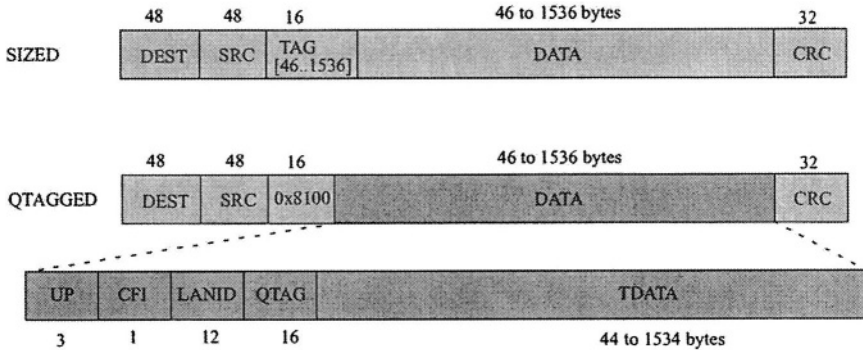 48 48 16 46 to 1536 bytes 32
SIZED DEST SRC TAG [46..1536] DATA CRC
48 48 16 46 to 1536 bytes 32
QTAGGED DEST SRC 0x8100 DATA CRC
UP CFI LANID QTAG TDATA
3 1 12 16 44 to 1534 bytes